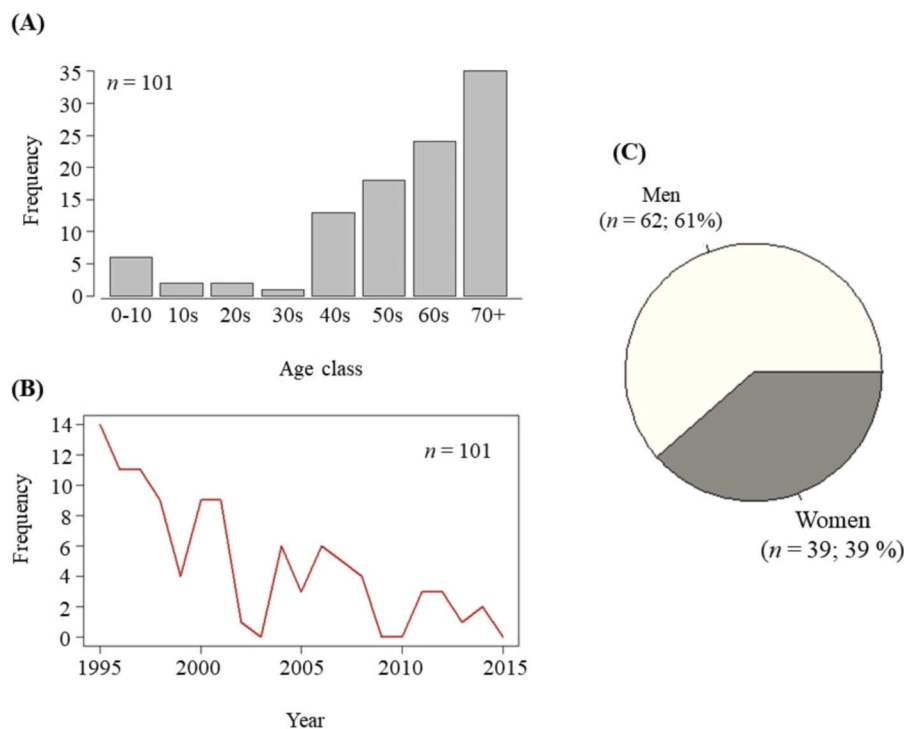 (A)
n = 101
35
30
25
20
15
10
5
0
Frequency
0-10 10s 20s 30s 40s 50s 60s 70+
Age class
(B)
n = 101
14
12
10
8
6
4
2
0
Frequency
1995 2000 2005 2010 2015
Year
(C)
Men
(n = 62; 61%)
Women
(n = 39; 39 %)